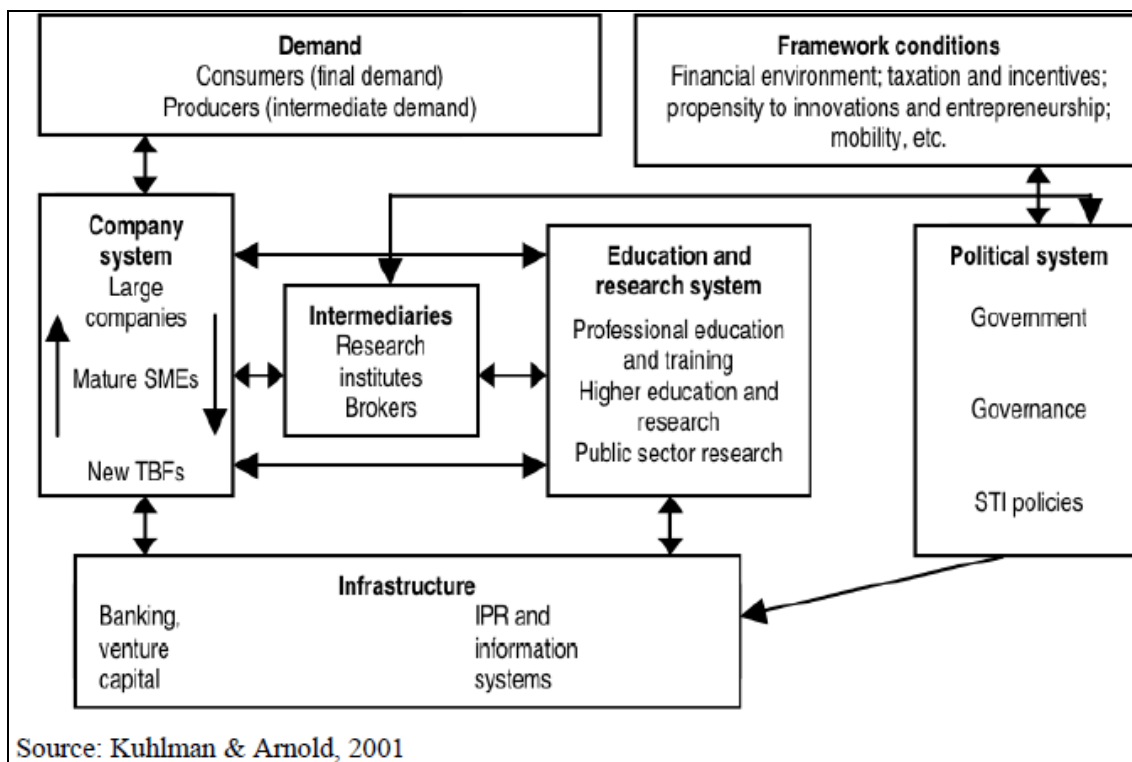 Demand
Consumers (final demand)
Producers (intermediate demand)
Framework conditions
Financial environment; taxation and incentives;
propensity to innovations and entrepreneurship;
mobility, etc.
Company
system
Large
companies
Mature SMEs
New TBFs
Intermediaries
Research
institutes
Brokers
Education and
research system
Professional education
and training
Higher education and
research
Public sector research
Political system
Government
Governance
STI policies
Infrastructure
Banking,
venture
capital
IPR and
information
systems
Source: Kuhlman & Arnold, 2001